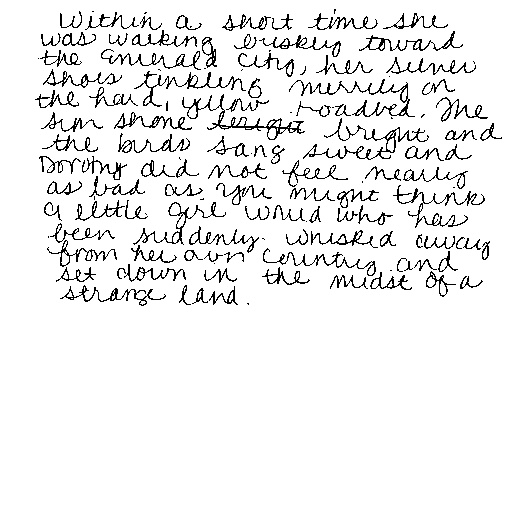 Within a short time she
was walking briskly toward
the Emerald City, her silver
shoes tinkling merrily on
the hard, yellow roadbed. The
sun shone bright bright and
the birds sang sweet and
Dorothy did not feel nearly
as bad as you might think
a little girl would who has
been suddenly whisked away
from her own country and
set down in the midst of a
strange land.